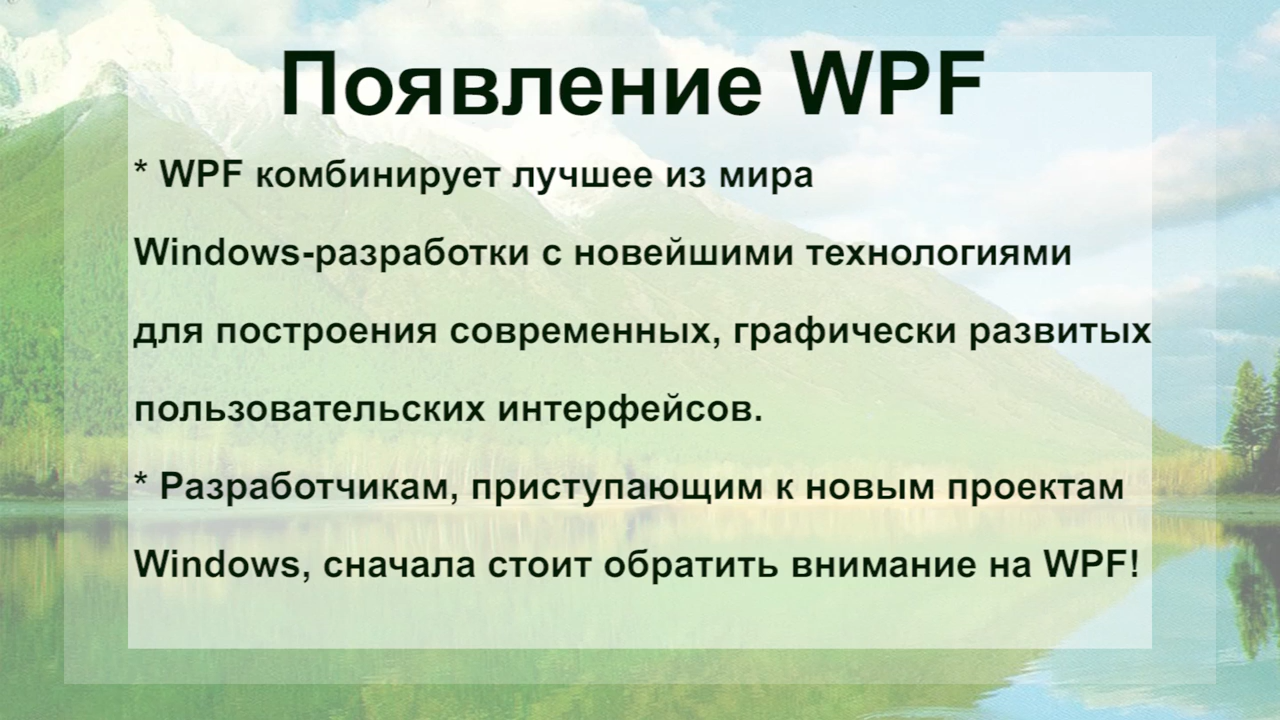 Появление WPF
* WPF комбинирует лучшее из мира
Windows-разработки с новейшими технологиями
для построения современных, графически развитых
пользовательских интерфейсов.
* Разработчикам, приступающим к новым проектам
Windows, сначала стоит обратить внимание на WPF!